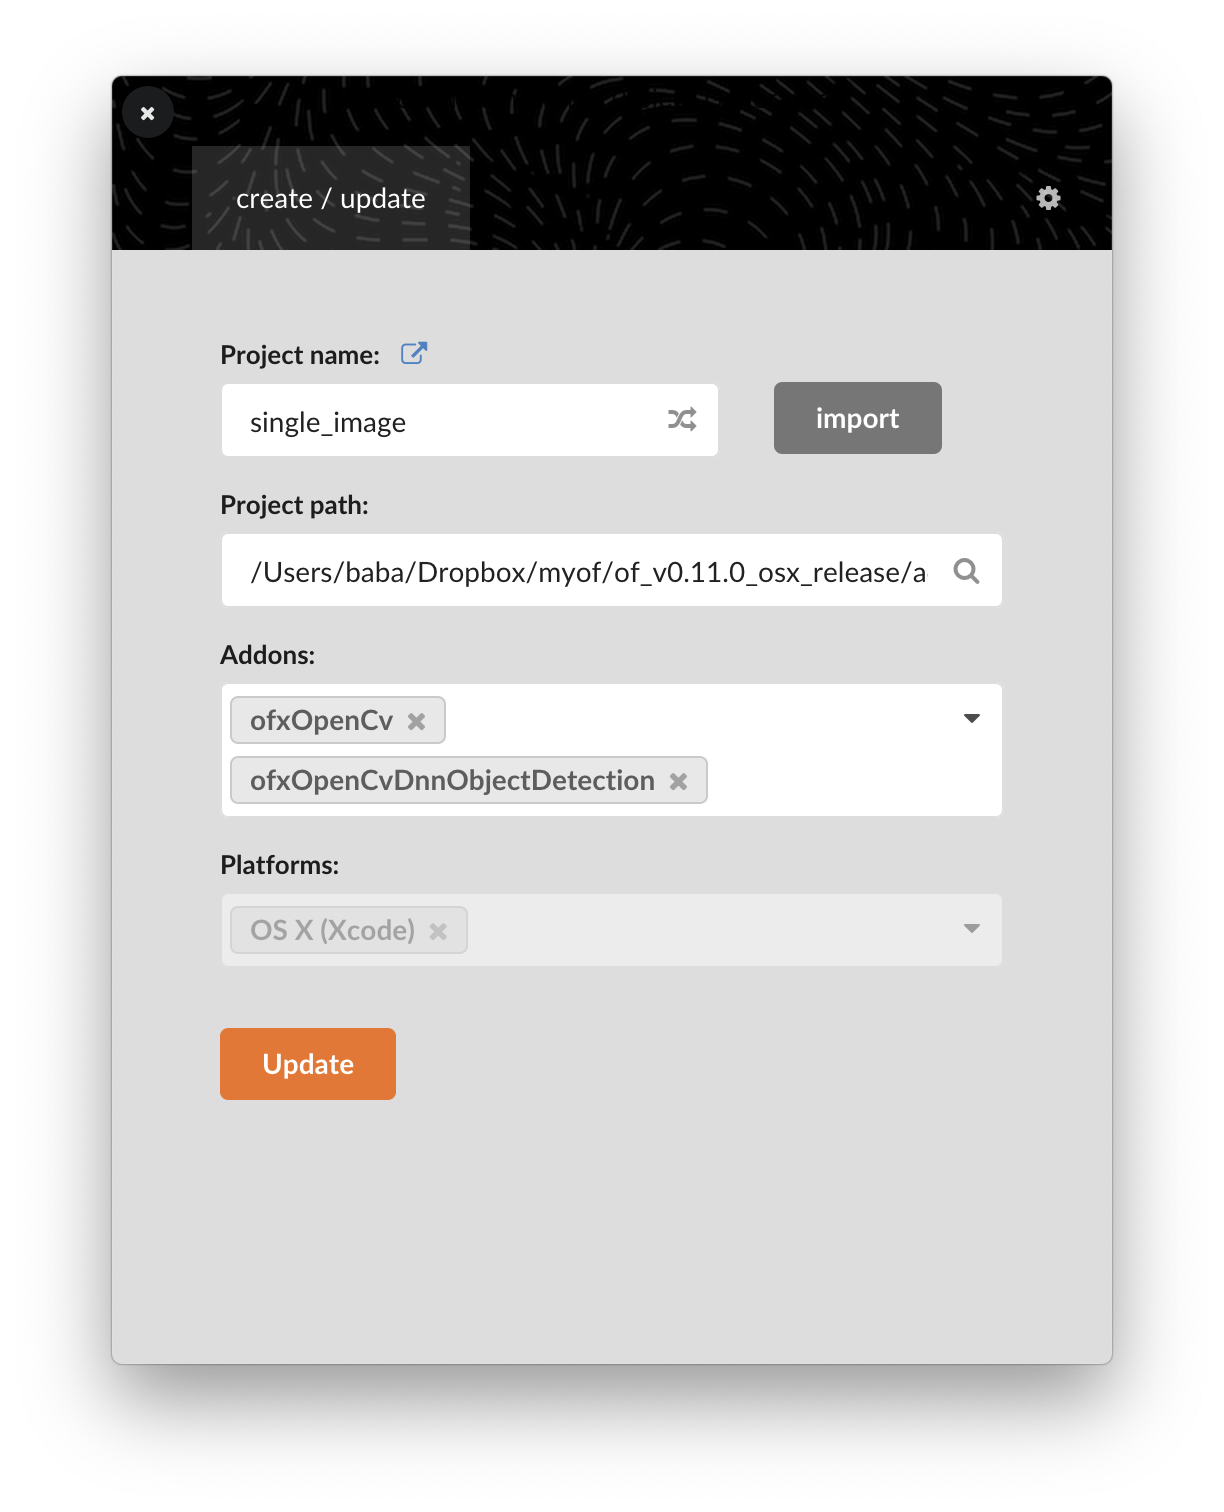 create / update
Project name:
single_image
import
Project path:
/Users/baba/Dropbox/myof/of_v0.11.0_osx_release/a
Addons:
ofxOpenCv
ofxOpenCvDnnObjectDetection
Platforms:
OS X (Xcode)
Update